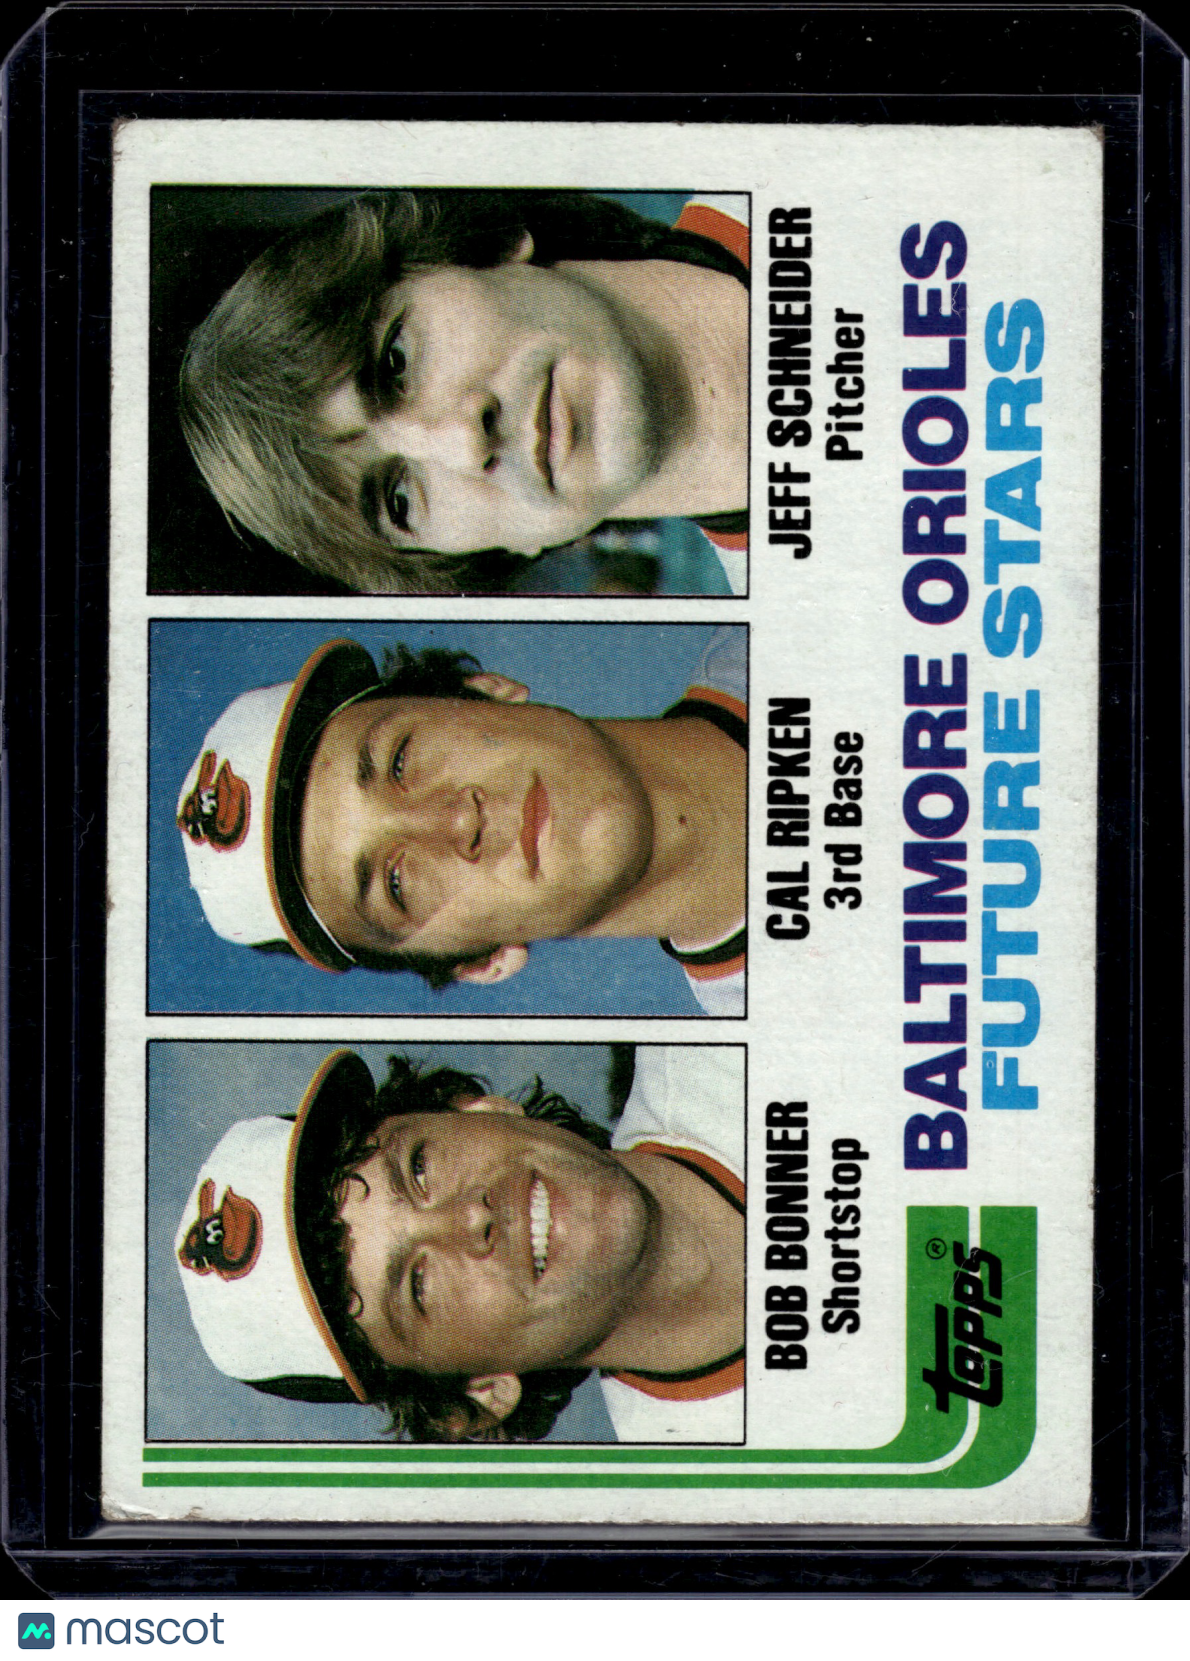 BOB BONNER
Shortstop
CAL RIPKEN
3rd Base
JEFF SCHNEIDER
Pitcher
topps®
BALTIMORE ORIOLES
FUTURE STARS
mascot